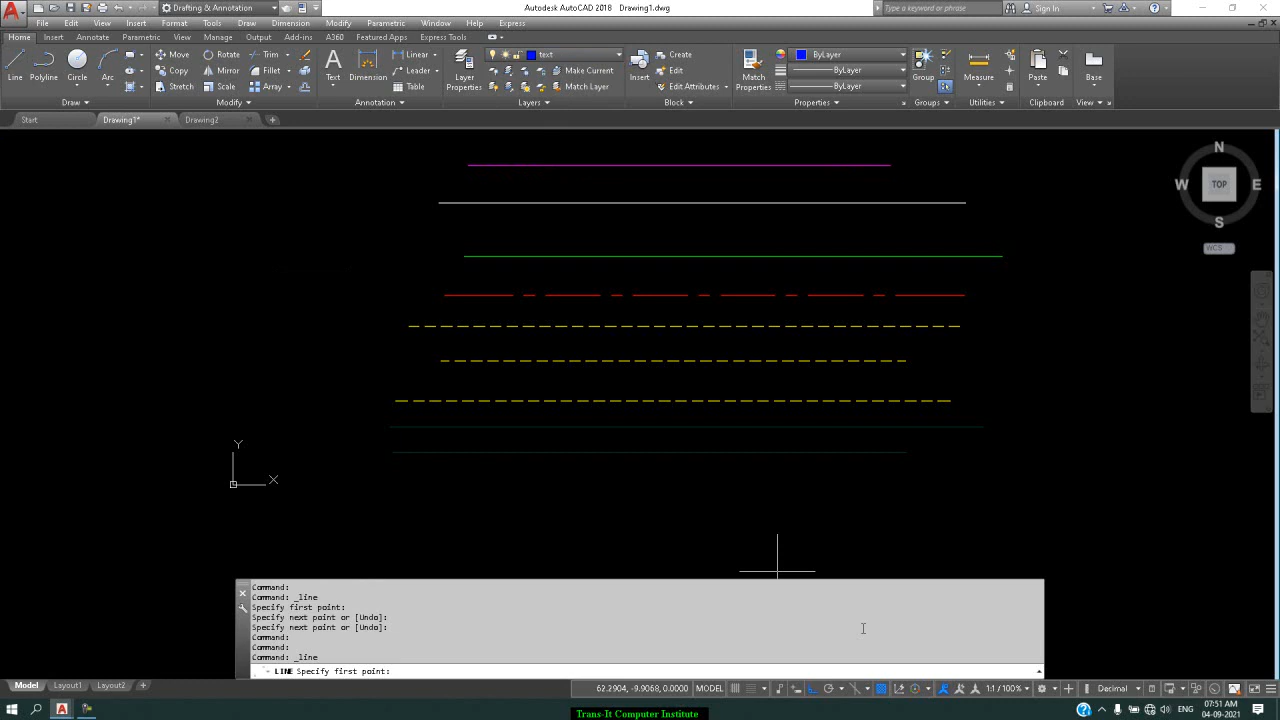 Drafting & Annotation
Autodesk AutoCAD 2018 Drawing1.dwg
Type a keyword or phrase
Sign In
File Edit View Insert Format Tools Draw Dimension Modify Parametric Window Help Express
Home Insert Annotate Parametric View Manage Output Add-ins A360 Featured Apps Express Tools
Line Polyline Circle Arc
Move Rotate Trim
Copy Mirror Fillet
Stretch Scale Array
Text Dimension
Linear
Leader
Table
Layer Properties
text
Create
Edit
Make Current
Match Layer
Insert
Edit Attributes
Match Properties
ByLayer
ByLayer
ByLayer
Group
Measure
Paste
Base
Draw Modify Annotation Layers Block Properties Groups Utilities Clipboard View
Start Drawing1* Drawing2
N
W TOP E
S
WCS
Y
X
Command:
Command: _line
Specify first point:
Specify next point or [Undo]:
Specify next point or [Undo]:
Command:
Command:
Command: _line
LINE Specify first point:
Model Layout1 Layout2
62.2904, -9.9068, 0.0000 MODEL
1:1 / 100%
Decimal
ENG
07:51 AM
04-09-2021
Trans-It Computer Institute